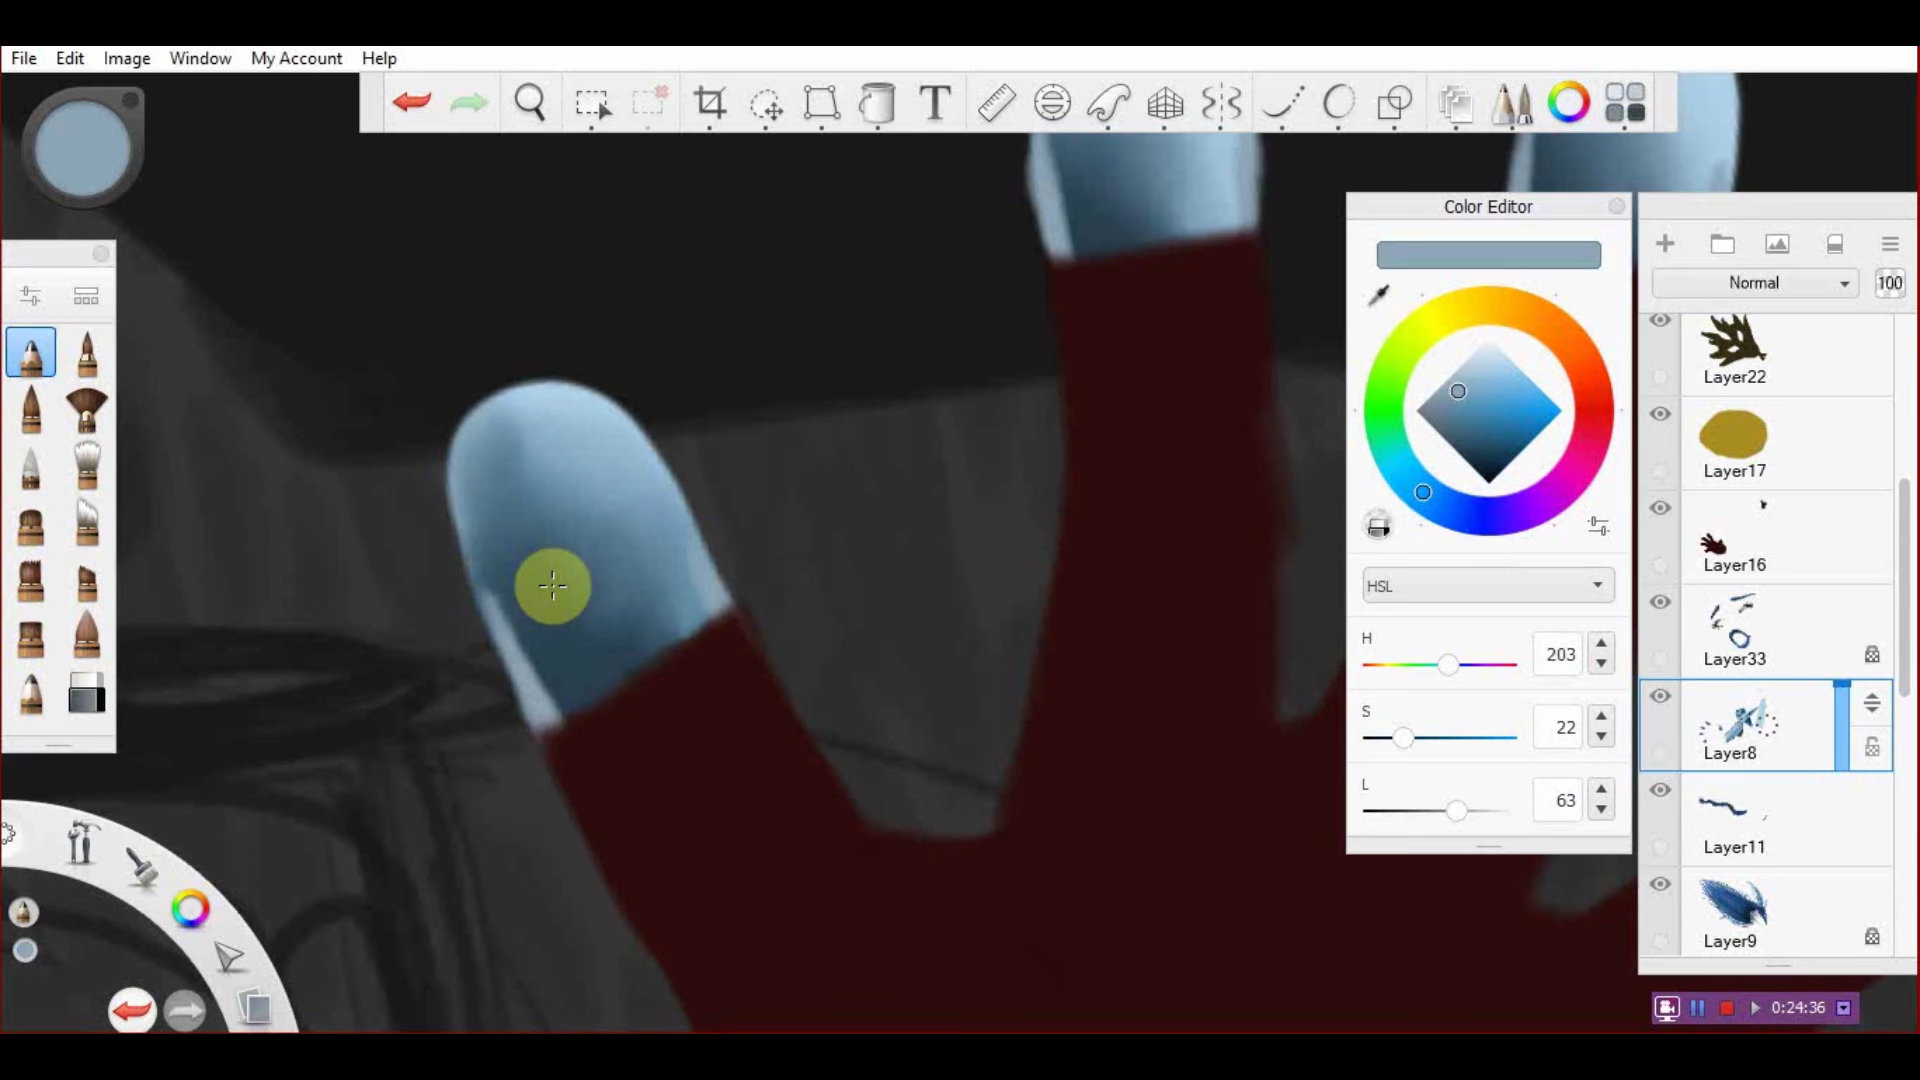 File Edit Image Window My Account Help
T
Color Editor
HSL
H 203
S 22
L 63
Normal 100
Layer22
Layer17
Layer16
Layer33
Layer8
Layer11
Layer9
0:24:36